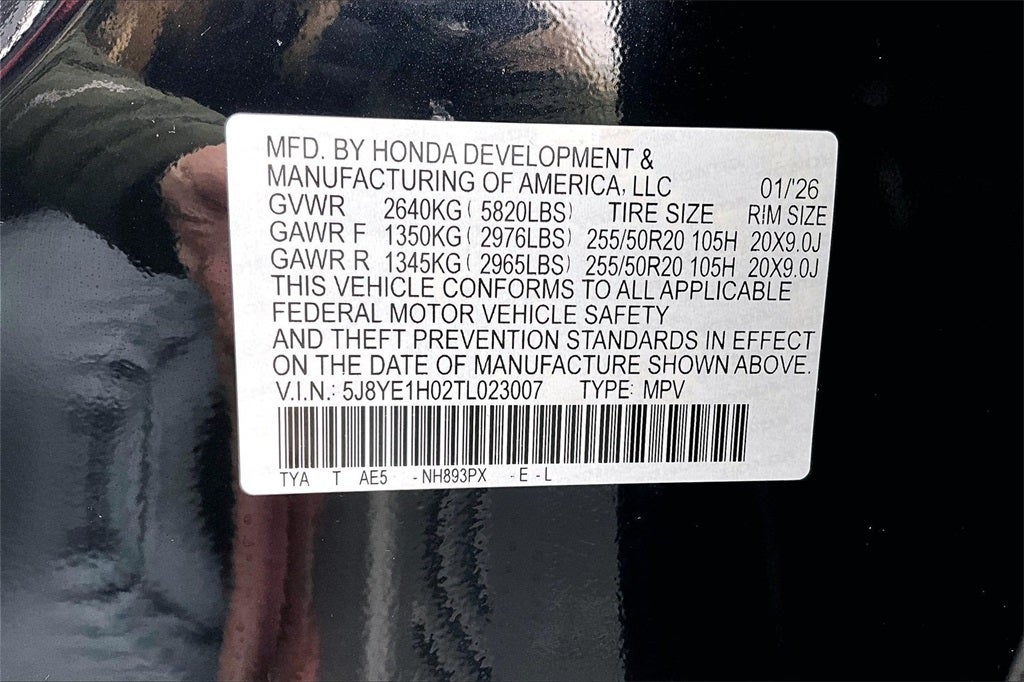 MFD. BY HONDA DEVELOPMENT &
MANUFACTURING OF AMERICA, LLC 01/'26
GVWR 2640KG ( 5820LBS) TIRE SIZE RIM SIZE
GAWR F 1350KG ( 2976LBS) 255/50R20 105H 20X9.0J
GAWR R 1345KG ( 2965LBS) 255/50R20 105H 20X9.0J
THIS VEHICLE CONFORMS TO ALL APPLICABLE
FEDERAL MOTOR VEHICLE SAFETY
AND THEFT PREVENTION STANDARDS IN EFFECT
ON THE DATE OF MANUFACTURE SHOWN ABOVE.
V.I.N.: 5J8YE1H02TL023007 TYPE: MPV
TYA T AE5 - NH893PX - E - L